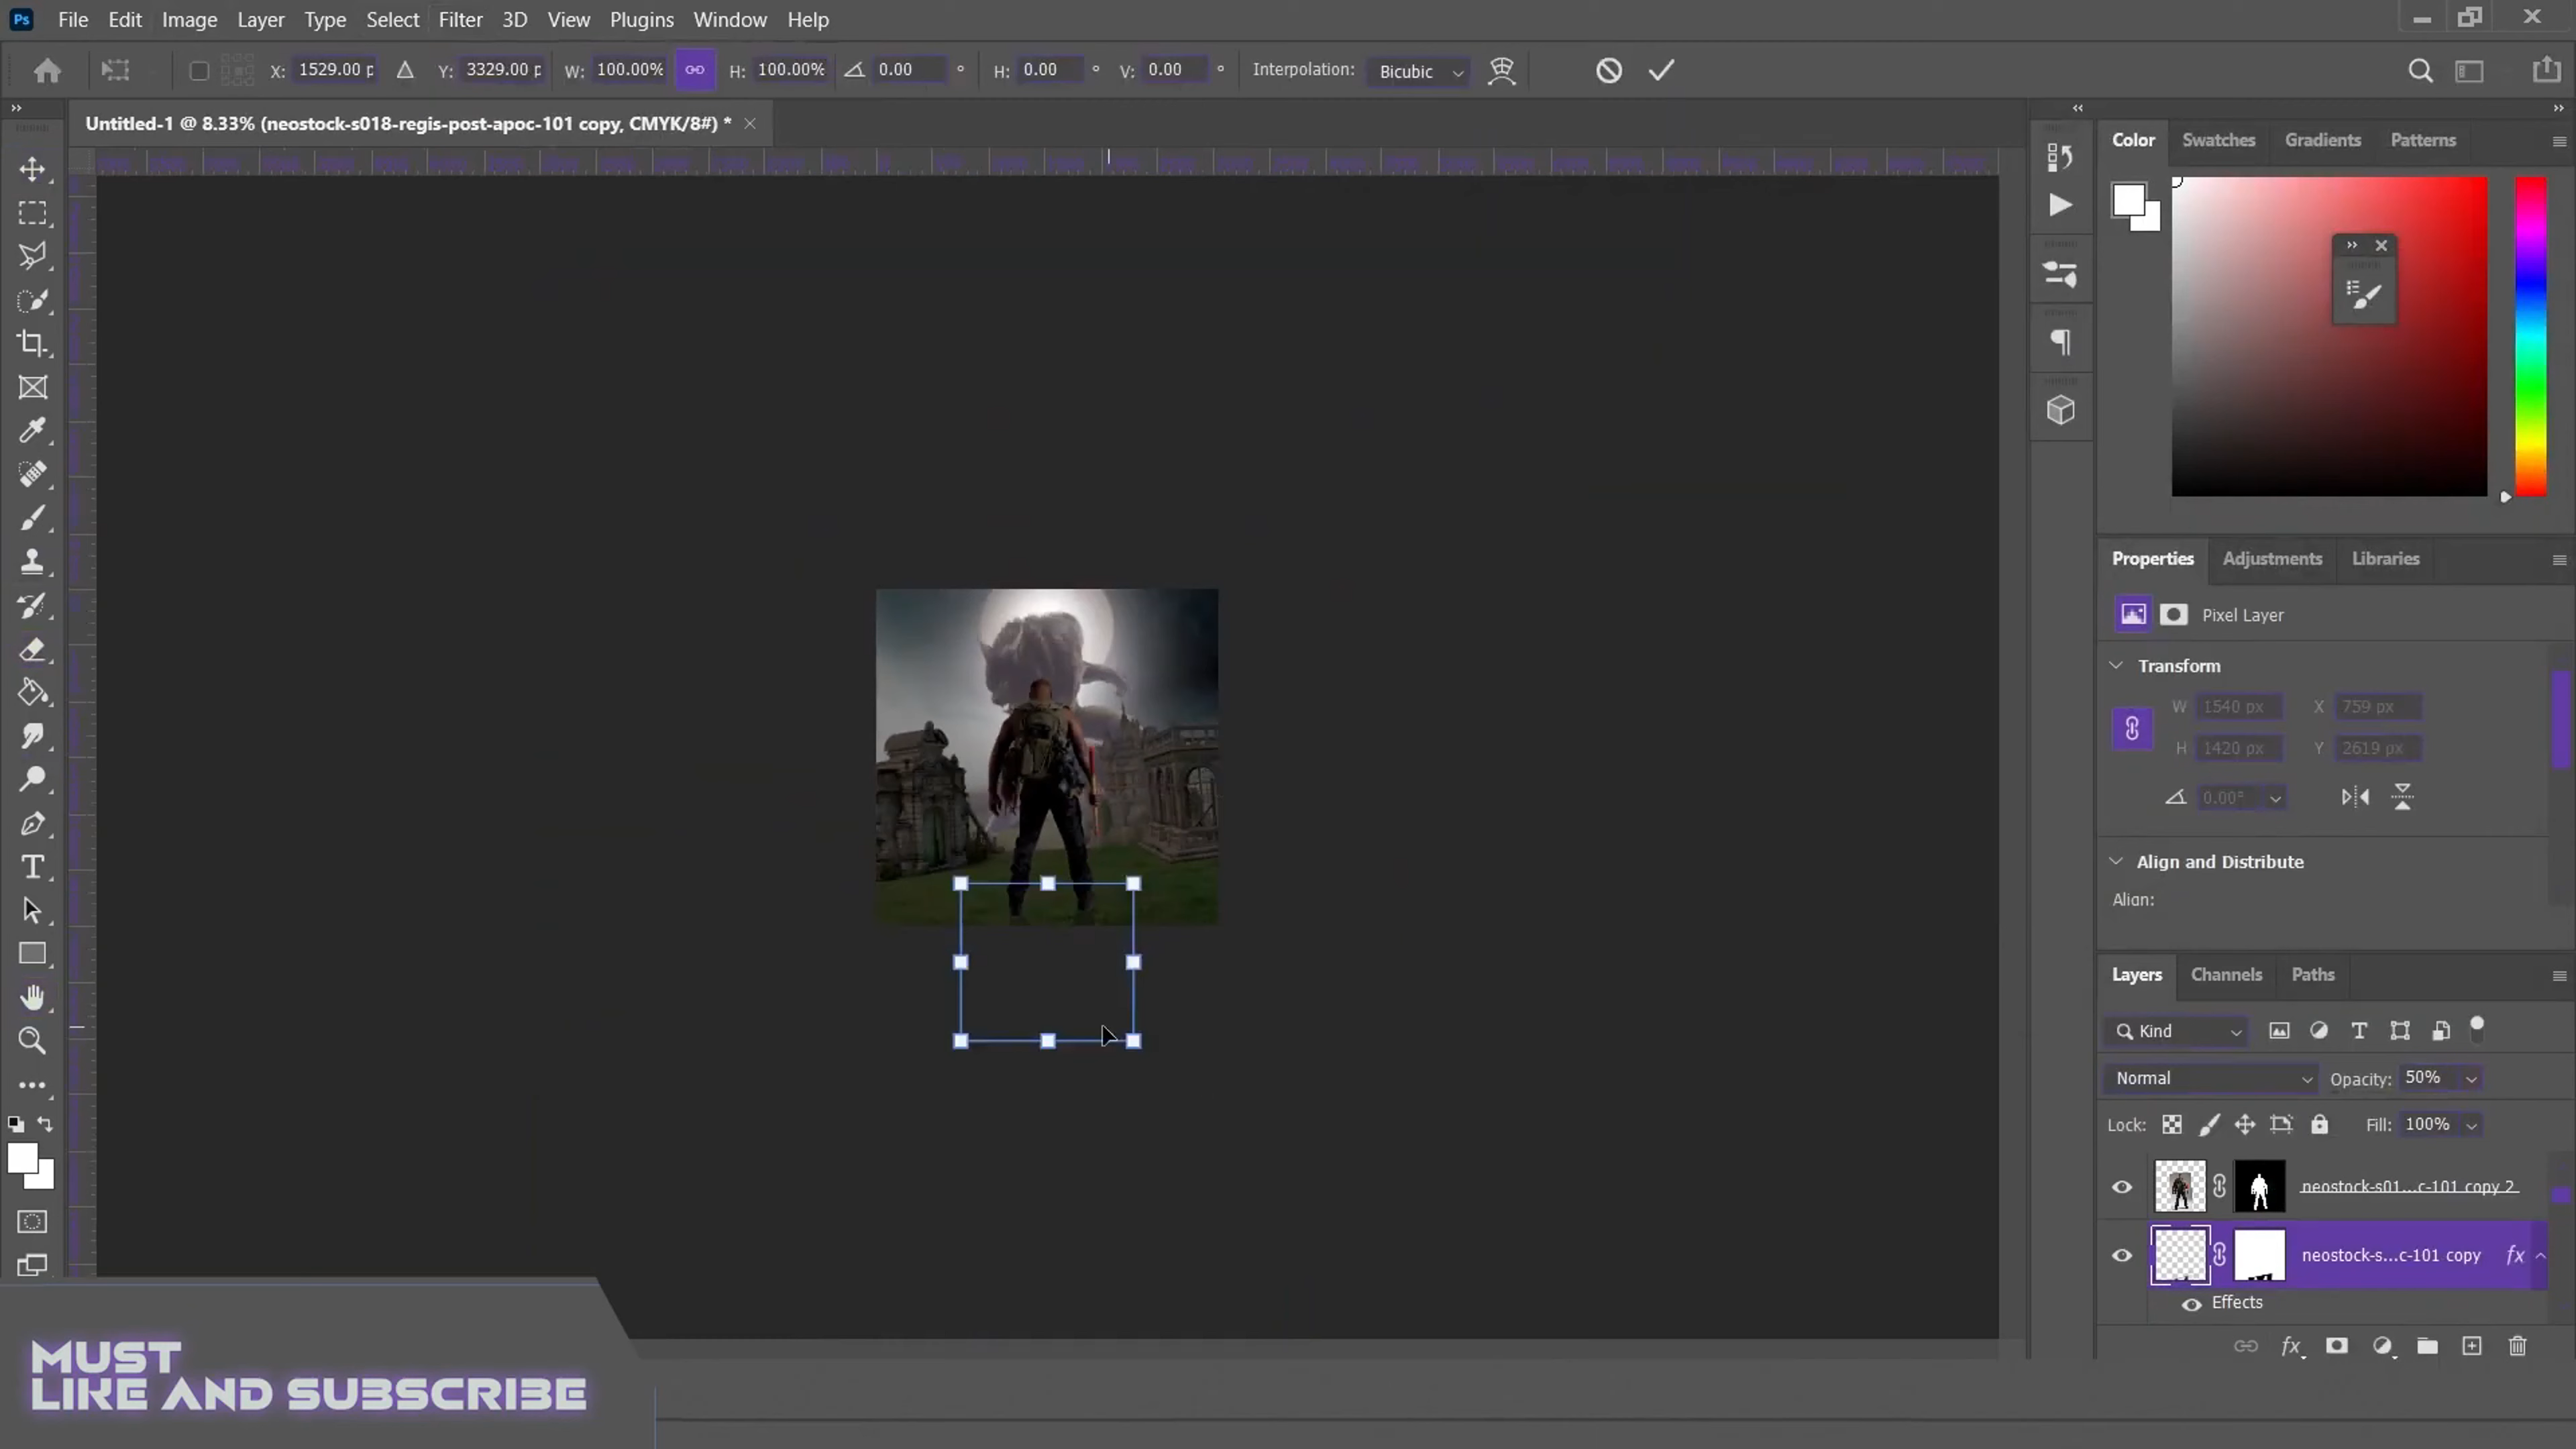 Ps File Edit Image Layer Select Type Filter 3D View Plugins Window Help
X: 1529.00 p Y: 3329.00 p W: 100.00% H: 100.00% 0.00 ° H: 0.00 ° V: 0.00 ° Interpolation: Bicubic
Untitled-1 @ 8.33% (neostock-s018-regis-post-apoc-101 copy, CMYK/8#) *
Color Swatches Gradients Patterns
Properties Adjustments Libraries
Pixel Layer
Transform
W 1540 px X 759 px
H 1420 px Y 2619 px
0.00°
Align and Distribute
Align:
Layers Channels Paths
Kind
Normal Opacity: 50%
Lock: Fill: 100%
neostock-s01...c-101 copy 2
neostock-s...c-101 copy fx
Effects
fx
MUST
LIKE AND SUBSCRIBE